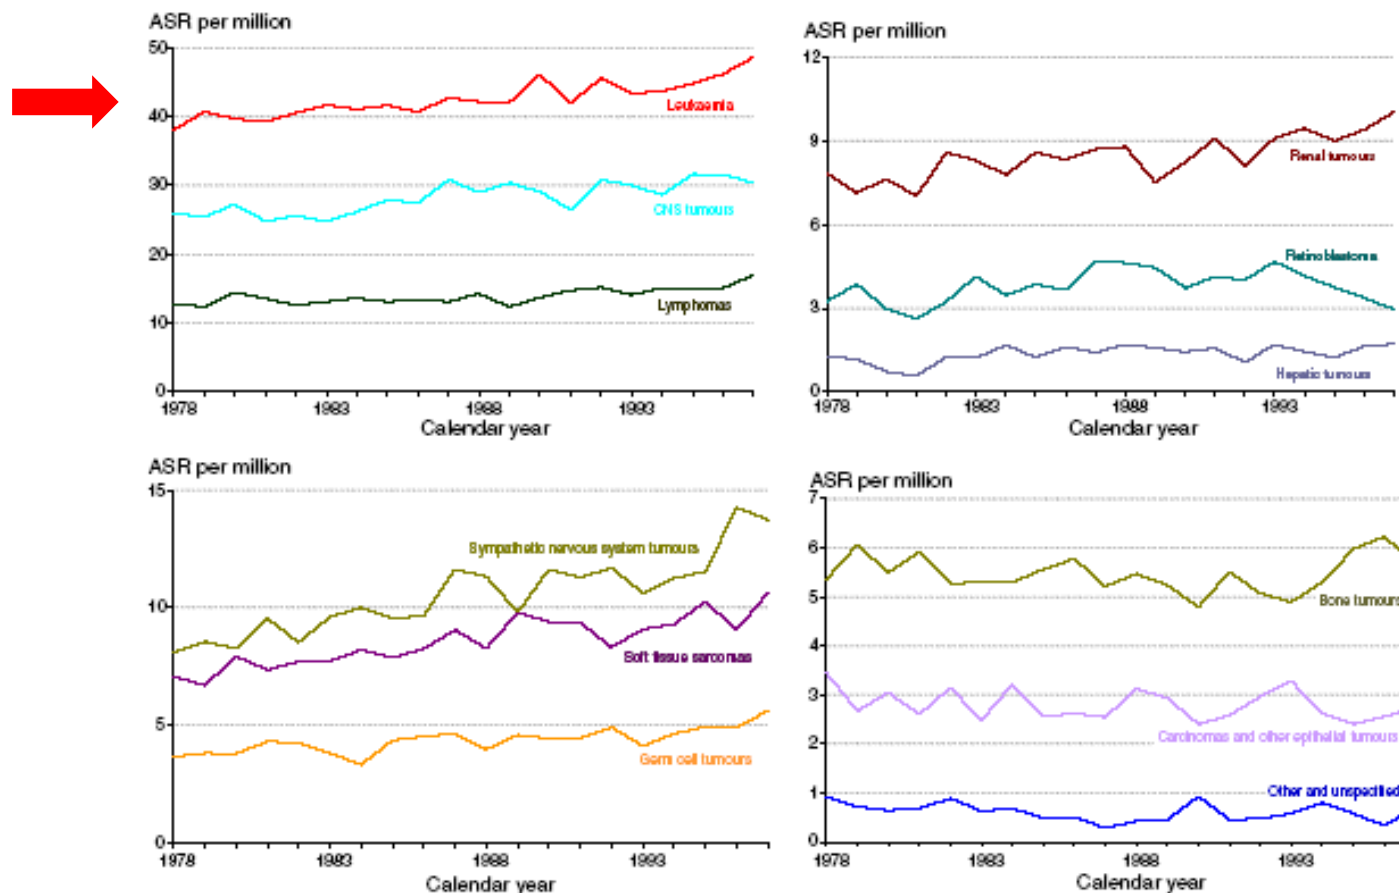 ASR per million
50
40
30
20
10
0
Leukaemia
CNS tumours
Lymphomas
1978 1983 1988 1993
Calendar year
ASR per million
12
9
6
3
0
Renal tumours
Retinoblastoma
Hepatic tumours
1978 1983 1988 1993
Calendar year
ASR per million
15
10
5
0
Sympathetic nervous system tumours
Soft tissue sarcomas
Germ cell tumours
1978 1983 1988 1993
Calendar year
ASR per million
7
6
5
4
3
2
1
0
Bone tumours
Carcinomas and other epithelial tumours
Other and unspecified
1978 1983 1988 1993
Calendar year